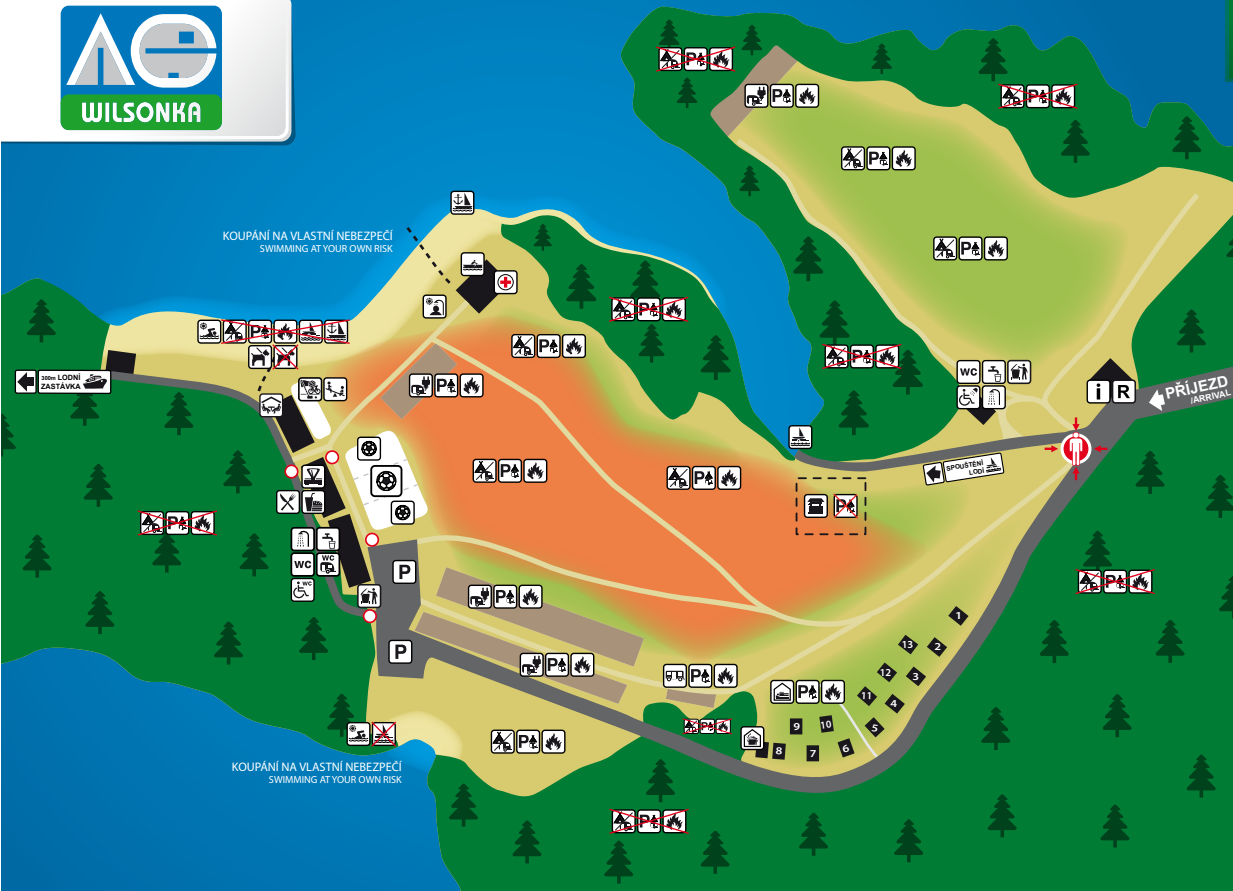 WILSONKA
KOUPÁNÍ NA VLASTNÍ NEBEZPEČÍ
SWIMMING AT YOUR OWN RISK
P
P
P
P
P
P
P
P
P
300m LODNÍ
ZASTÁVKA
P
WC
i R
PŘÍJEZD
/ARRIVAL
P
P
SPOUŠTĚNÍ
LODÍ
P
P
WC
WC
WC
P
P
P
P
P
P
P
P
P
P
1
13
2
12
3
11
4
9
10
5
8
7
6
KOUPÁNÍ NA VLASTNÍ NEBEZPEČÍ
SWIMMING AT YOUR OWN RISK
P